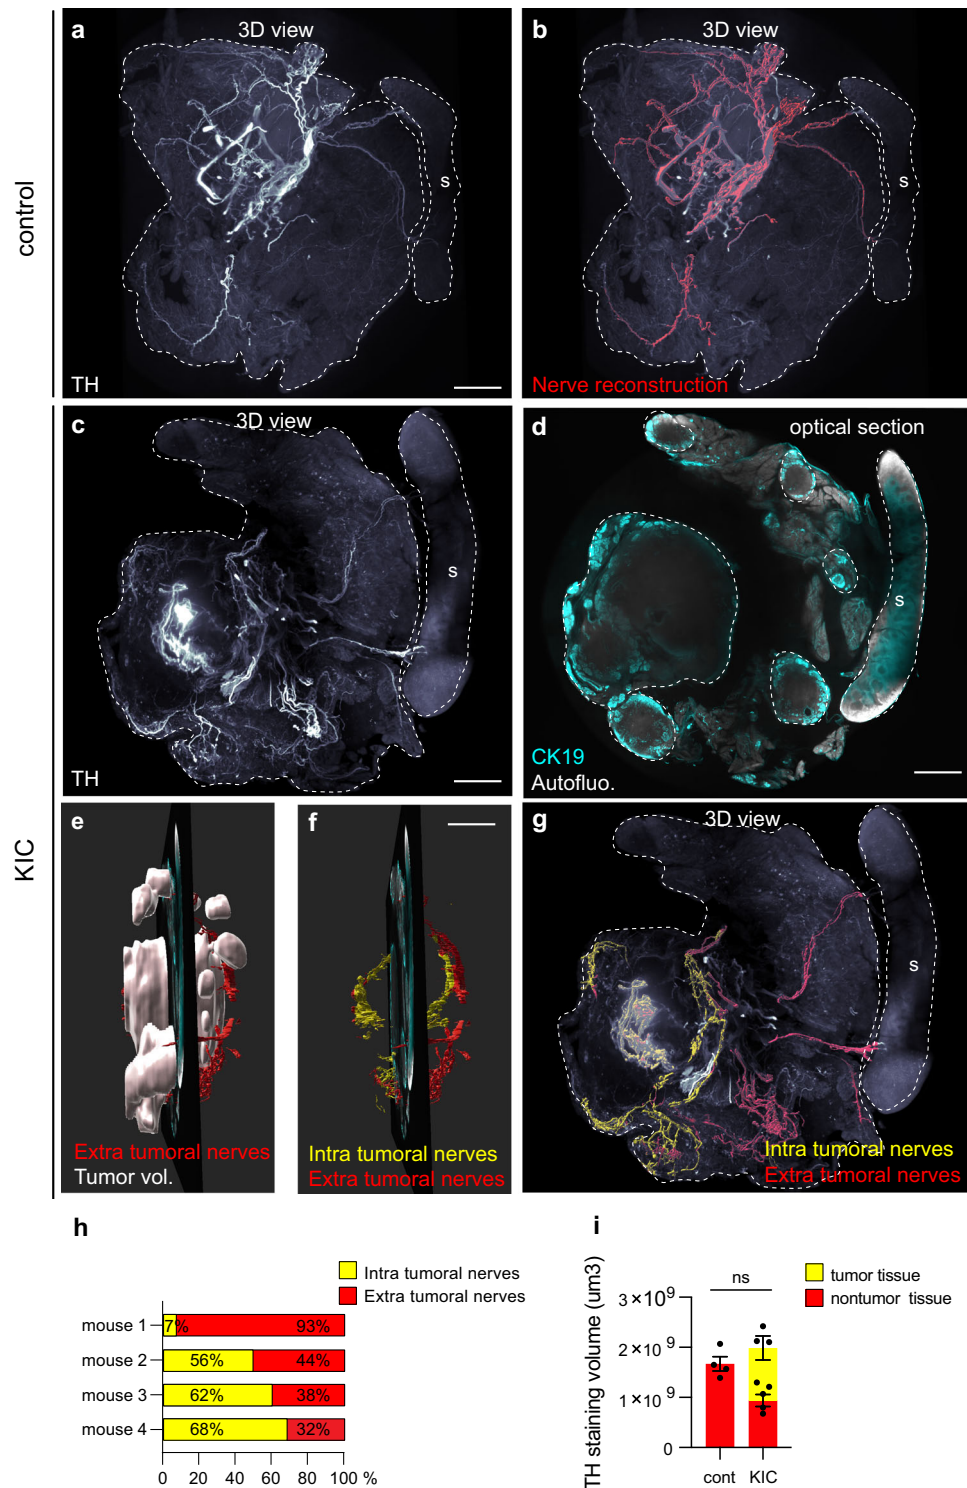 a
3D view
s
TH
b
3D view
s
Nerve reconstruction
control
c
3D view
s
TH
d
optical section
s
CK19
Autofluo.
KIC
e
Extra tumoral nerves
Tumor vol.
f
Intra tumoral nerves
Extra tumoral nerves
g
3D view
s
Intra tumoral nerves
Extra tumoral nerves
h
Intra tumoral nerves
Extra tumoral nerves
mouse 1
7%
93%
mouse 2
56%
44%
mouse 3
62%
38%
mouse 4
68%
32%
0
20
40
60
80
100 %
i
tumor tissue
nontumor tissue
ns
TH staining volume (um3)
3×10⁹
2×10⁹
1×10⁹
0
cont
KIC